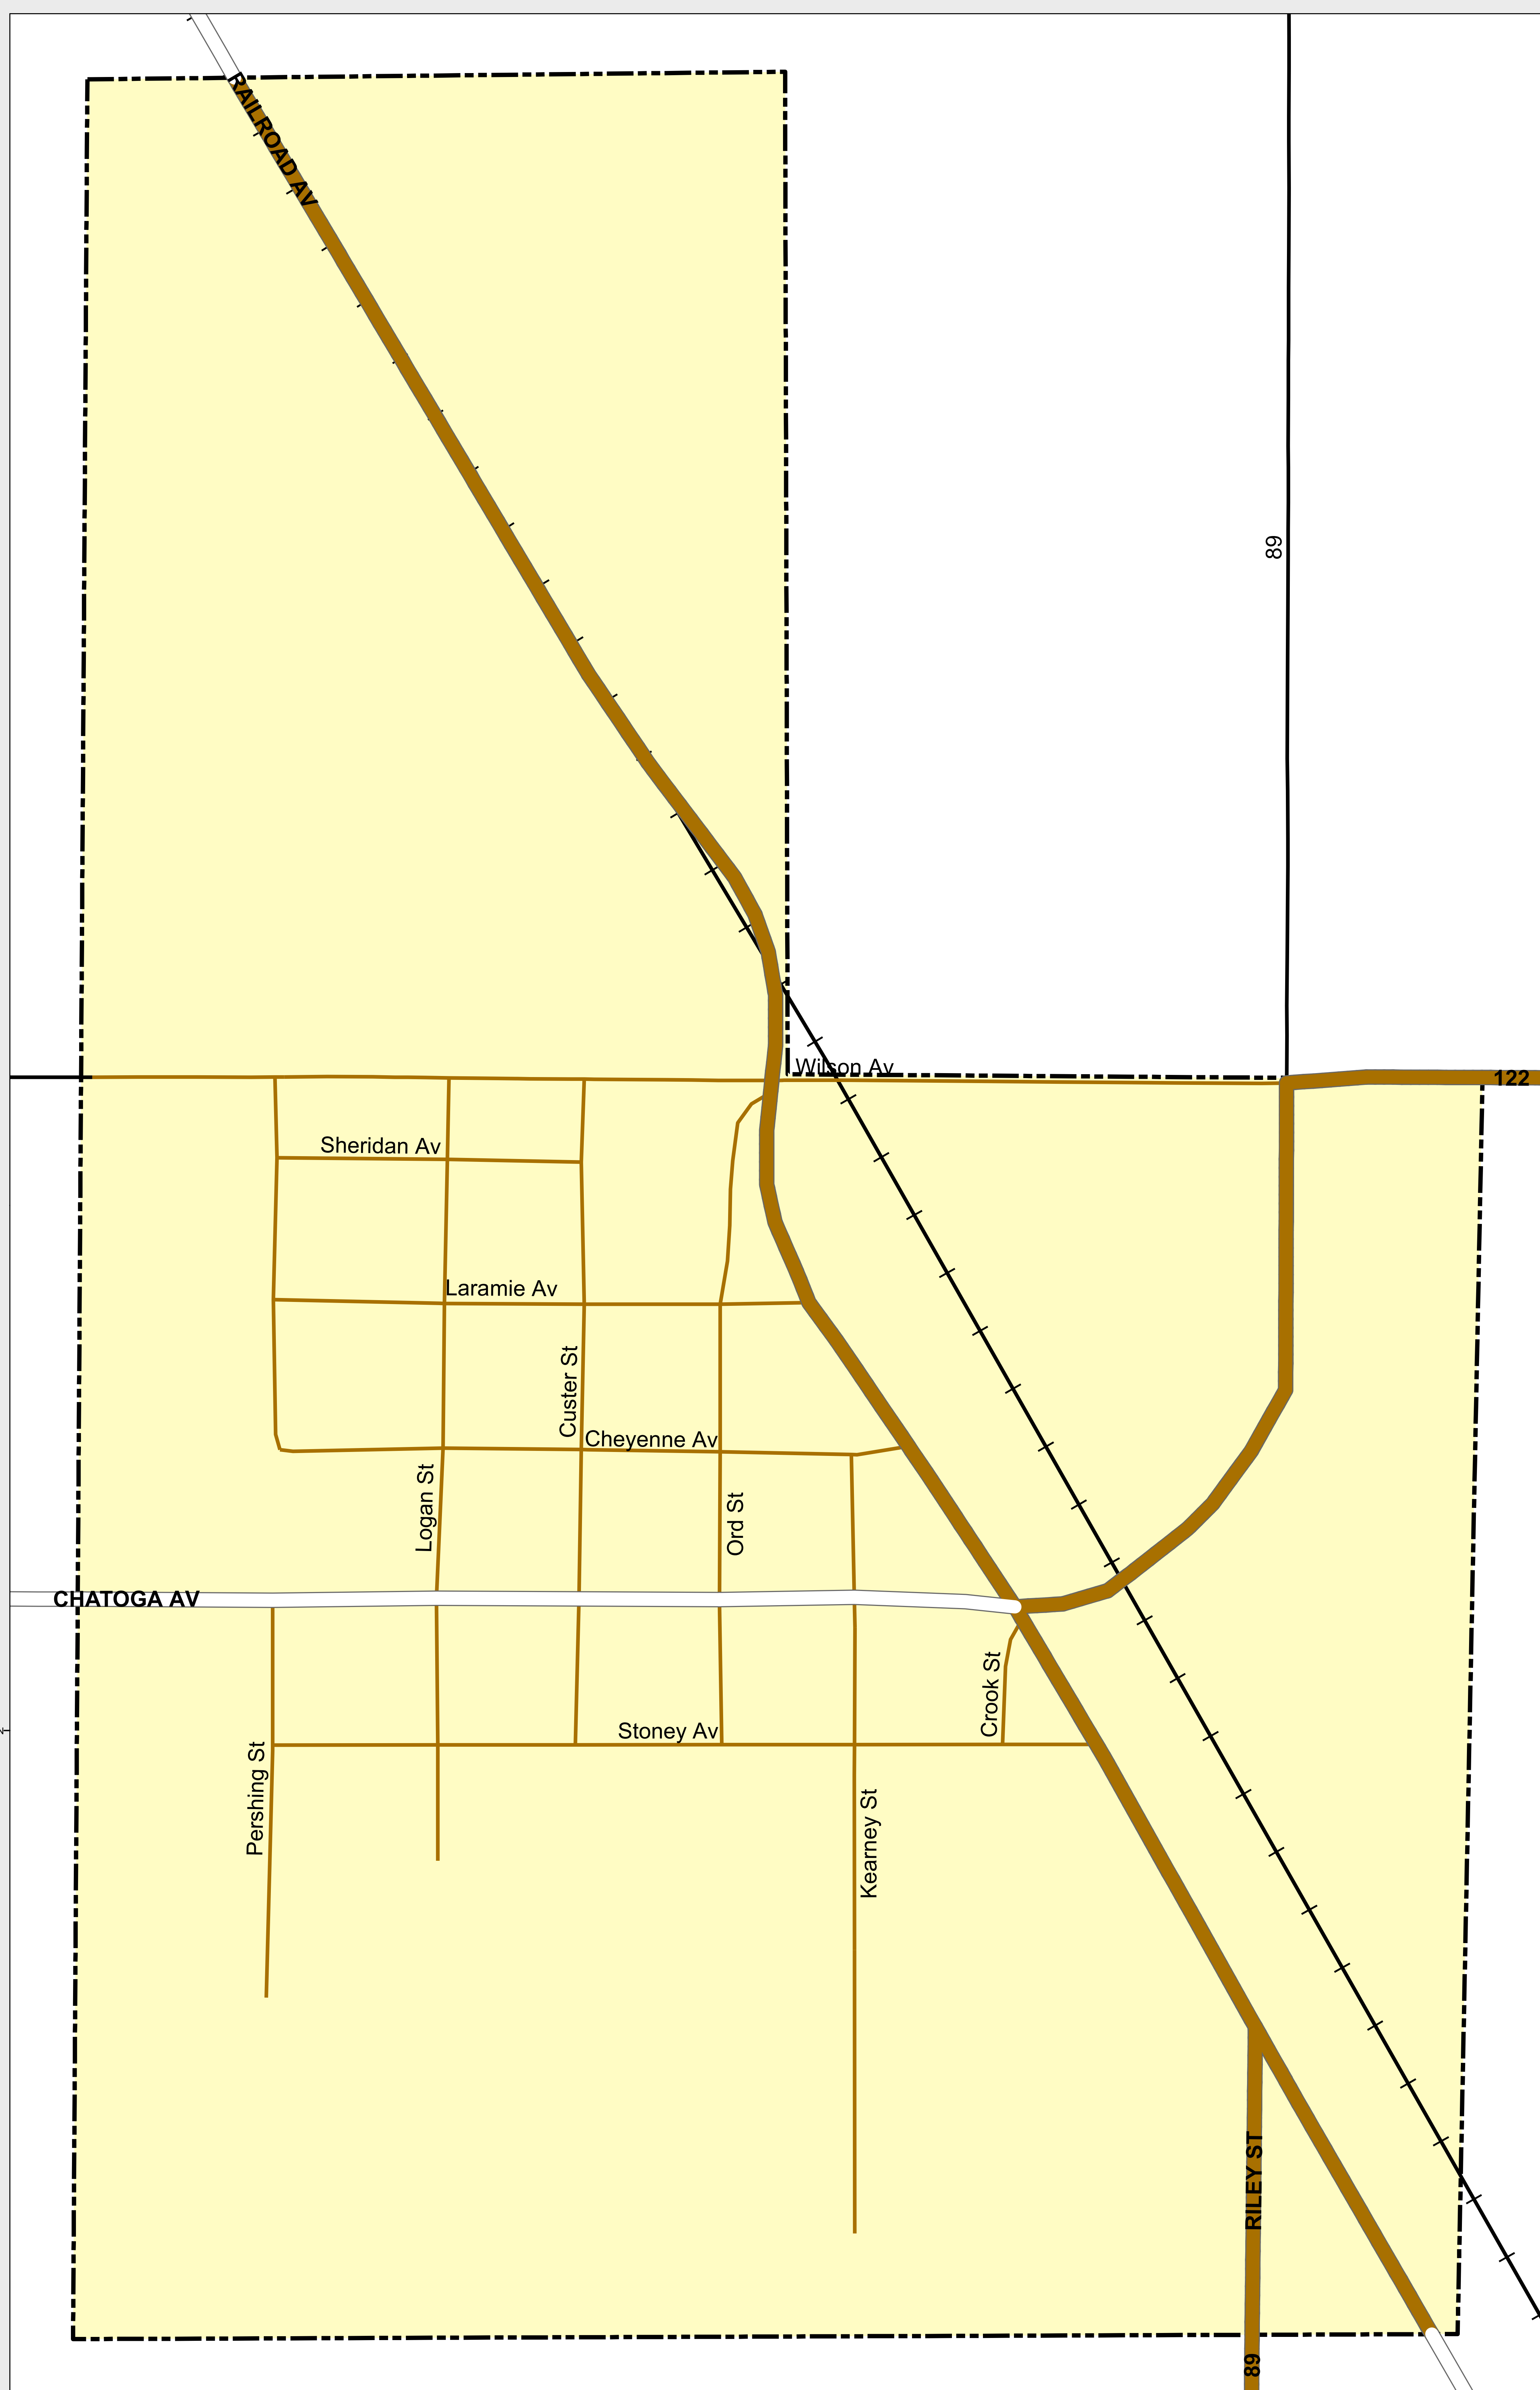 RAILROAD AV
89
Wilson Av
122
Sheridan Av
Laramie Av
Custer St
Cheyenne Av
Logan St
Ord St
CHATOGA AV
Crook St
Stoney Av
Pershing St
Kearney St
RILEY ST
89